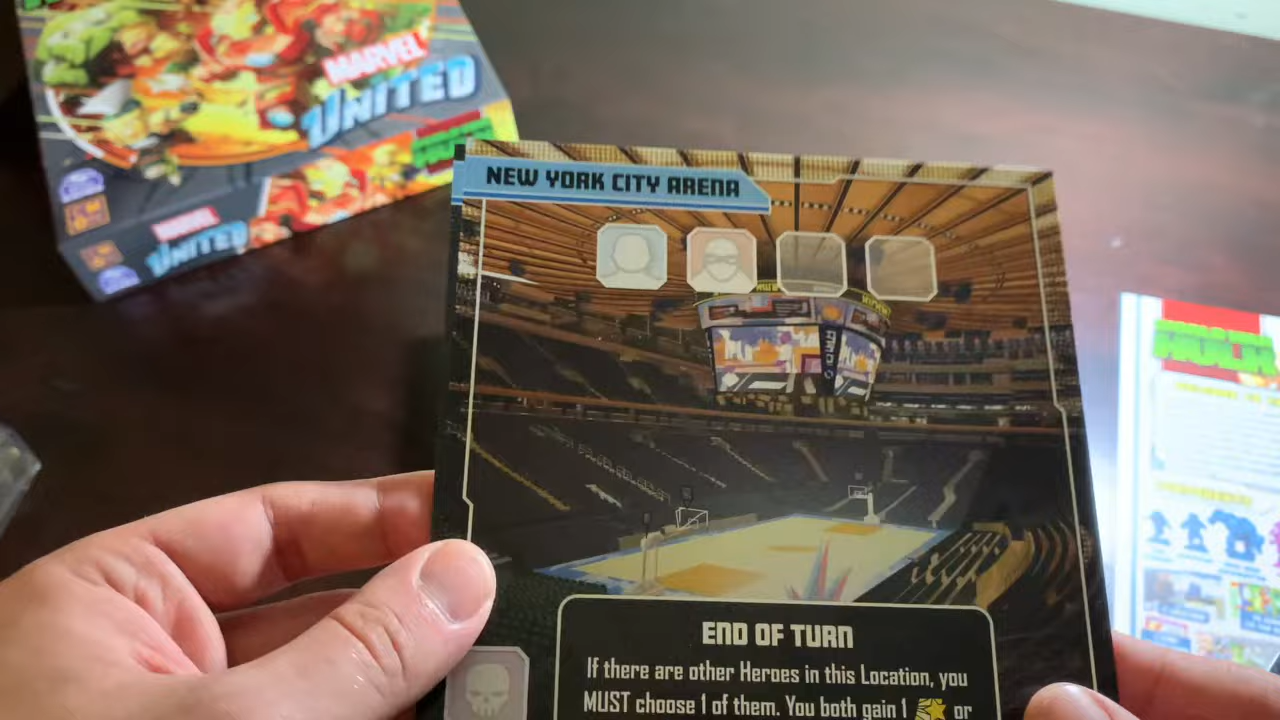 MARVEL
UNITED
MARVEL
UNITED
NEW YORK CITY ARENA
END OF TURN
If there are other Heroes in this Location, you
MUST choose 1 of them. You both gain 1 or